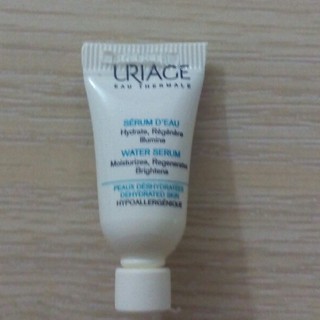 URIAGE
EAU THERMALE
SÉRUM D'EAU
Hydrate, Régénère
Illumine
WATER SERUM
Moisturizes, Regenerates
Brightens
PEAUX DÉSHYDRATÉES
DEHYDRATED SKIN
HYPOALLERGÉNIQUE